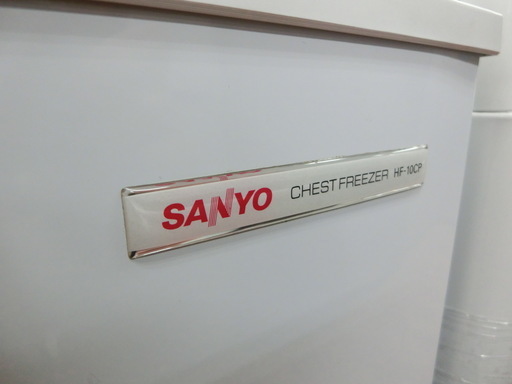 SANYO CHEST FREEZER HF-10CP